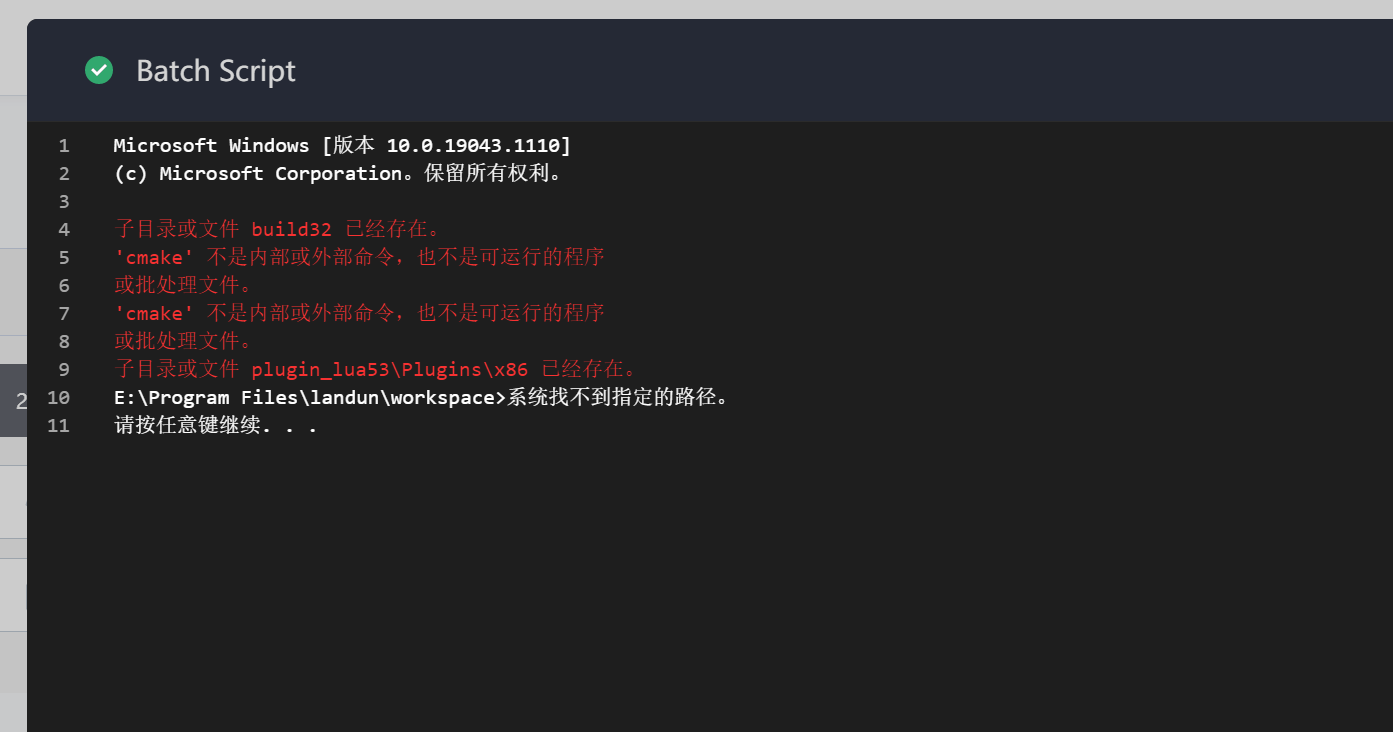 Batch Script
1 Microsoft Windows [版本 10.0.19043.1110]
2 (c) Microsoft Corporation。保留所有权利。
3
4 子目录或文件 build32 已经存在。
5 'cmake' 不是内部或外部命令，也不是可运行的程序
6 或批处理文件。
7 'cmake' 不是内部或外部命令，也不是可运行的程序
8 或批处理文件。
9 子目录或文件 plugin_lua53\Plugins\x86 已经存在。
2
10 E:\Program Files\landun\workspace>系统找不到指定的路径。
11 请按任意键继续. . .